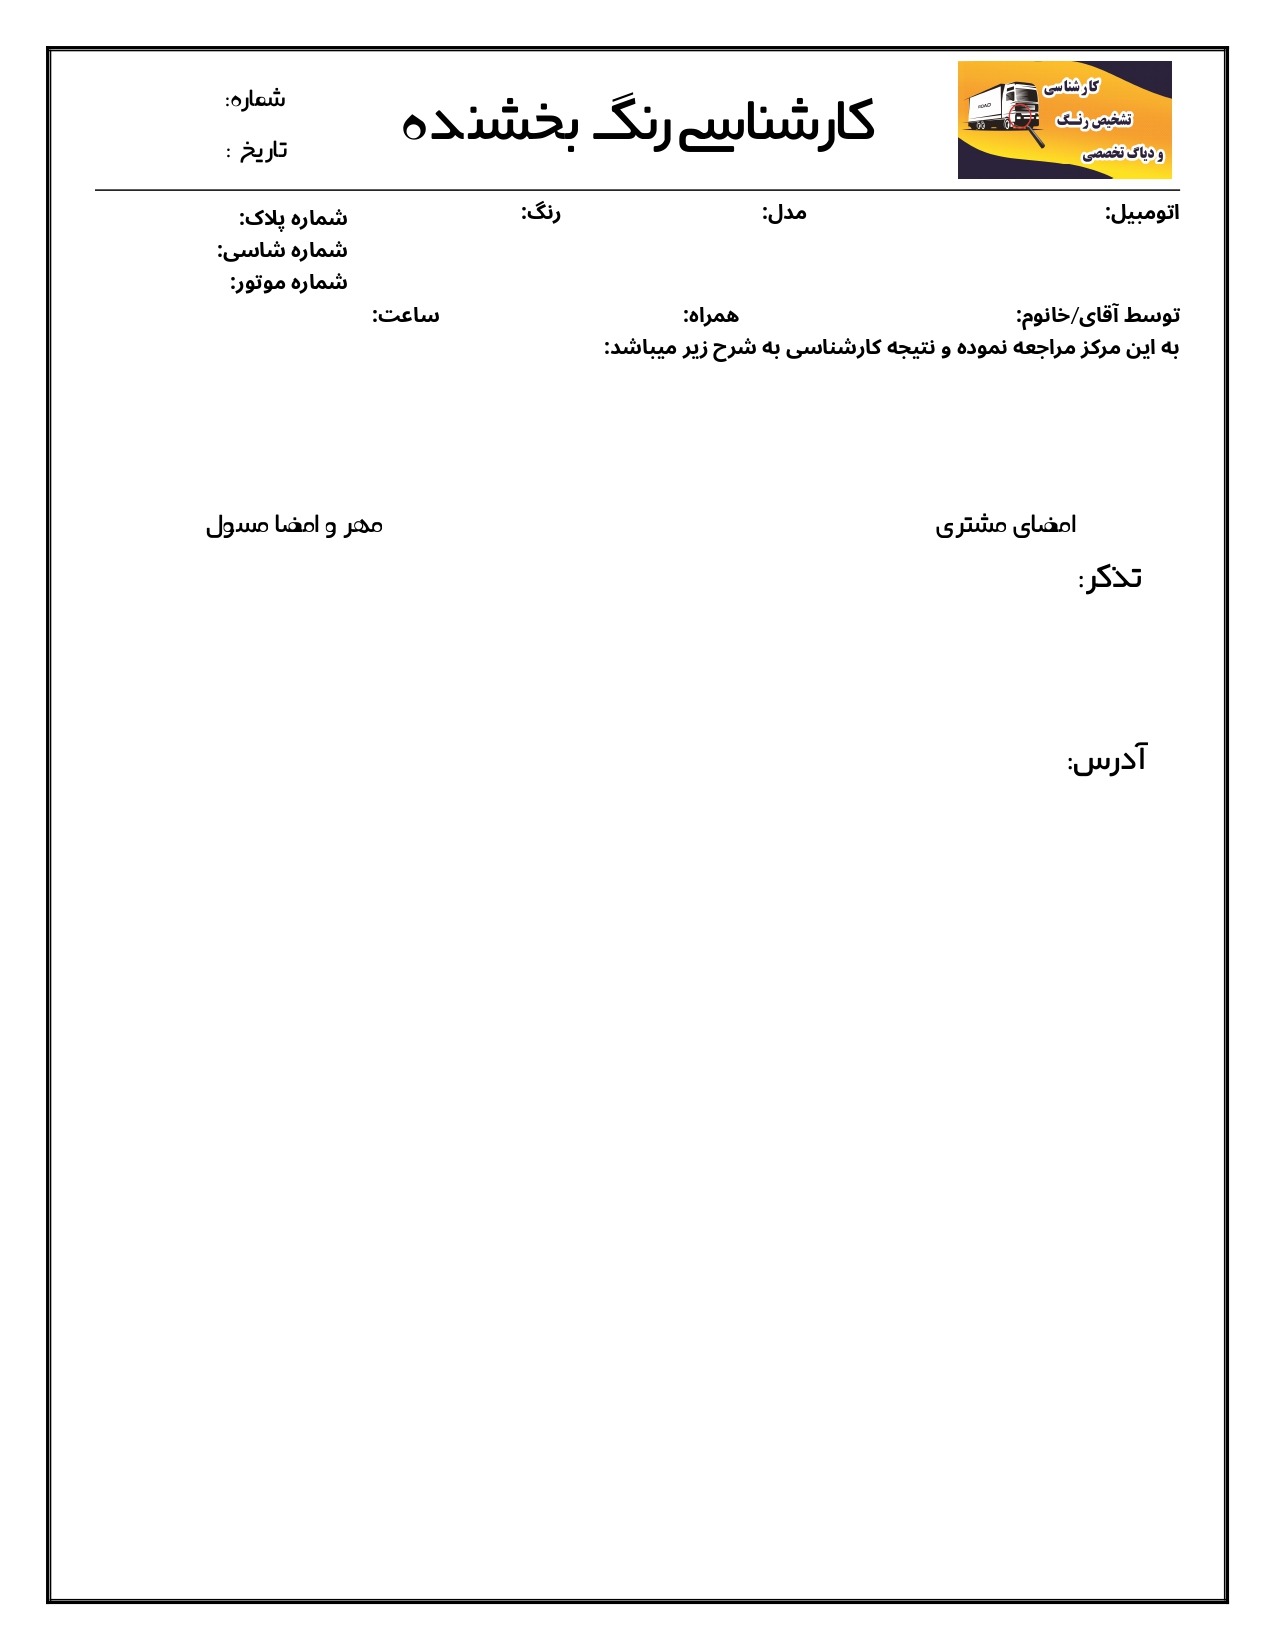 کارشناسی
تشخیص رنگ
و دیاگ تخصصی
ROAD
کارشناسی رنگ بخشنده
شماره:
تاریخ :
اتومبیل: مدل: رنگ: شماره پلاک:
شماره شاسی:
شماره موتور:
توسط آقای/خانوم: همراه: ساعت:
به این مرکز مراجعه نموده و نتیجه کارشناسی به شرح زیر میباشد:
امضای مشتری مهر و امضا مسول
تذکر:
آدرس: